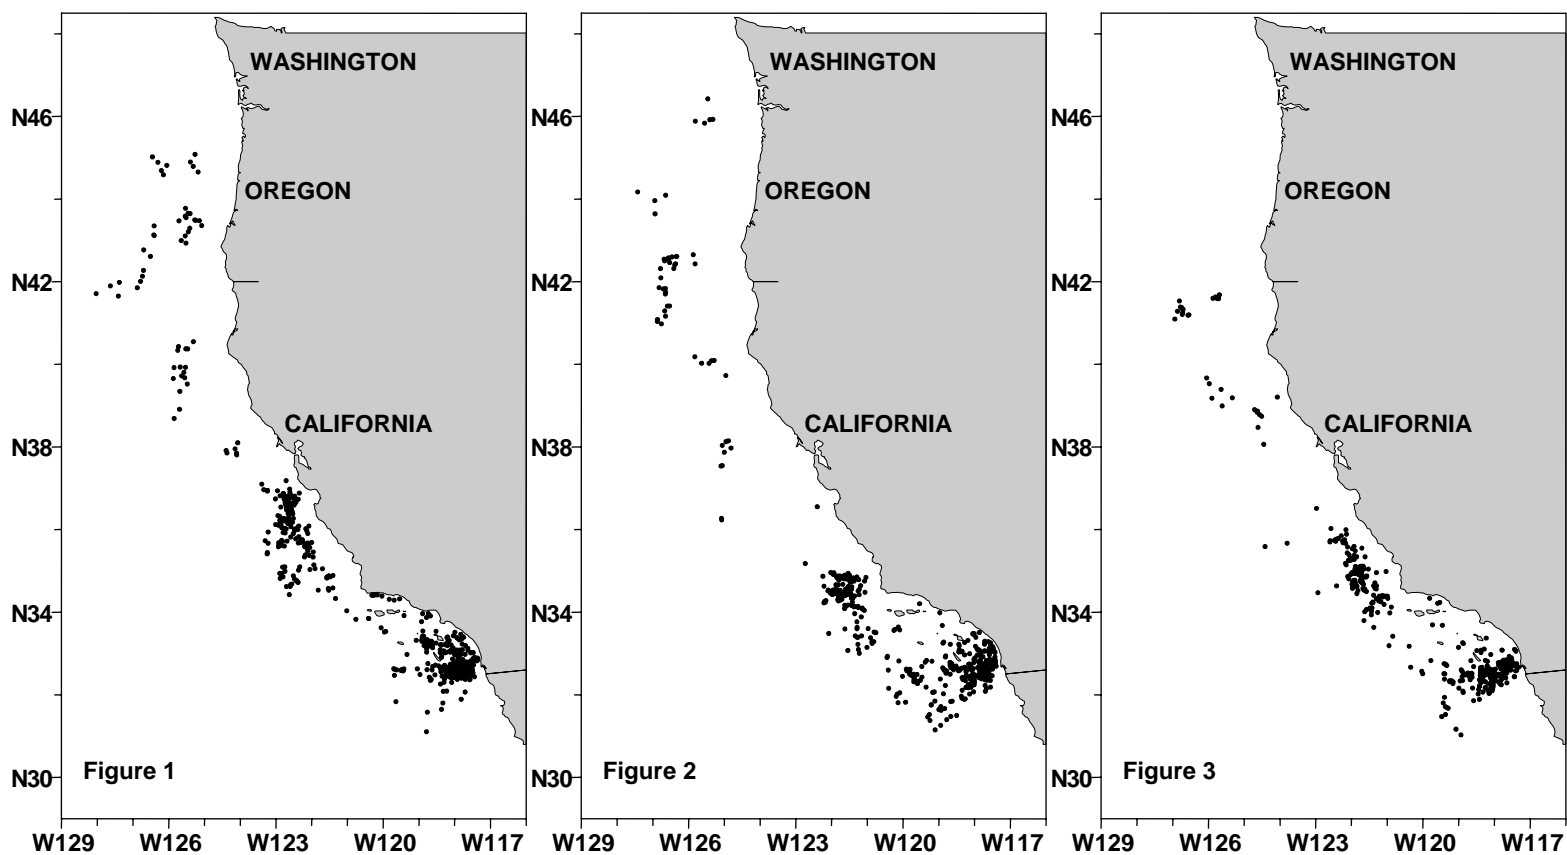 WASHINGTON WASHINGTON WASHINGTON
N46 N46 N46
OREGON OREGON OREGON
N42 N42 N42
CALIFORNIA CALIFORNIA CALIFORNIA
N38 N38 N38
N34 N34 N34
Figure 1 Figure 2 Figure 3
N30 N30 N30
W129 W126 W123 W120 W117 W129 W126 W123 W120 W117 W129 W126 W123 W120 W117